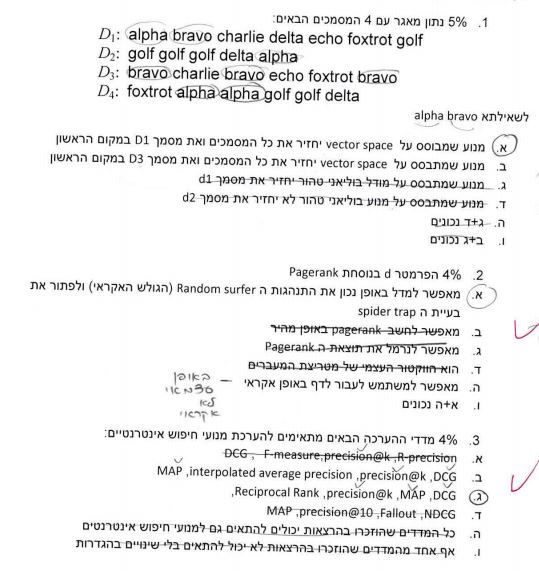 1. 5% נתון מאגר עם 4 המסמכים הבאים:
D1: alpha bravo charlie delta echo foxtrot golf
D2: golf golf golf delta alpha
D3: bravo charlie bravo echo foxtrot bravo
D4: foxtrot alpha alpha golf golf delta
לשאילתא alpha bravo
א. מנוע שמבוסס על vector space יחזיר את כל המסמכים ואת מסמך D1 במקום הראשון
ב. מנוע שמתבסס על vector space יחזיר את כל המסמכים ואת מסמך D3 במקום הראשון
ג. מנוע שמתבסס על מודל בוליאני טהור יחזיר את מסמך d1
ד. מנוע שמתבסס על מנוע בוליאני טהור לא יחזיר את מסמך d2
ה. ג+ד נכונים
ו. ב+ג נכונים
2. 4% הפרמטר d בנוסחת Pagerank
א. מאפשר למדל באופן נכון את התנהגות ה Random surfer (הגולש האקראי) ולפתור את
בעיית ה spider trap
ב. מאפשר לחשב pagerank באופן מהיר
ג. מאפשר לנרמל את תוצאת ה Pagerank
ד. הוא הווקטור העצמי של מטריצת המעברים
ה. מאפשר למשתמש לעבור לדף באופן אקראי – באופן
לא
אקראי
ו. א+ה נכונים
3. 4% מדדי ההערכה הבאים מתאימים להערכת מנועי חיפוש אינטרנטיים:
א. DCG , F-measure,precision@k ,R-precision
ב. MAP ,interpolated average precision ,precision@k ,DCG
ג. ,Reciprocal Rank ,precision@k ,MAP ,DCG
ד. MAP ,precision@10 ,Fallout ,NDCG
ה. כל המדדים שהוזכרו בהרצאות יכולים להתאים גם למנועי חיפוש אינטרנטים
ו. אף אחד מהמדדים שהוזכרו בהרצאות לא יכול להתאים בלי שינויים בהגדרות